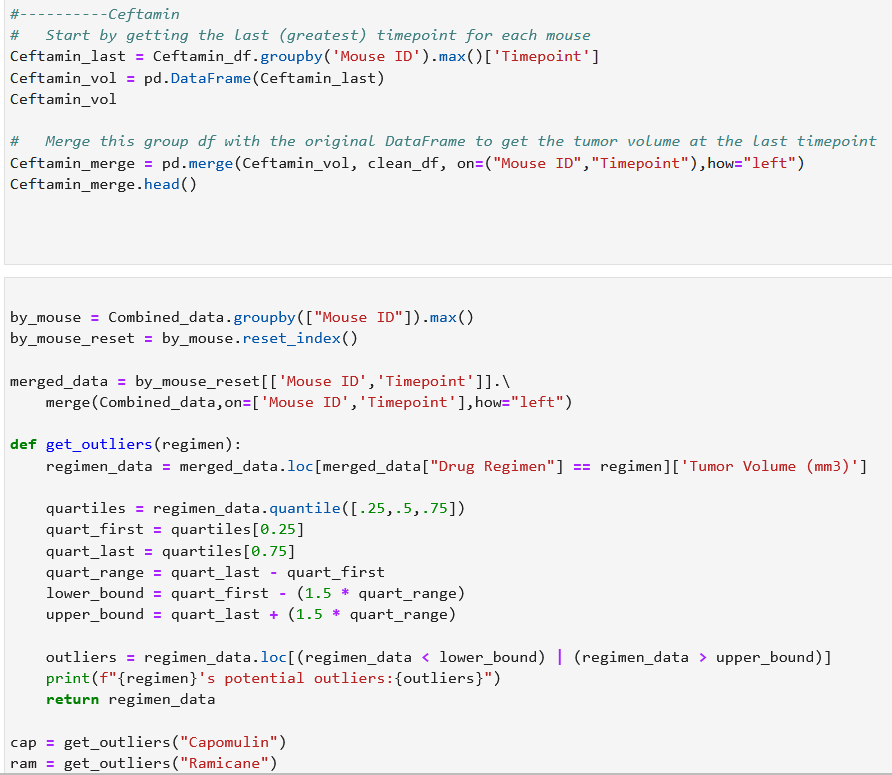 #----------Ceftamin
#   Start by getting the last (greatest) timepoint for each mouse
Ceftamin_last = Ceftamin_df.groupby('Mouse ID').max()['Timepoint']
Ceftamin_vol = pd.DataFrame(Ceftamin_last)
Ceftamin_vol
#   Merge this group df with the original DataFrame to get the tumor volume at the last timepoint
Ceftamin_merge = pd.merge(Ceftamin_vol, clean_df, on=("Mouse ID","Timepoint"),how="left")
Ceftamin_merge.head()
by_mouse = Combined_data.groupby(["Mouse ID"]).max()
by_mouse_reset = by_mouse.reset_index()
merged_data = by_mouse_reset[['Mouse ID','Timepoint']].\
    merge(Combined_data,on=['Mouse ID','Timepoint'],how="left")
def get_outliers(regimen):
    regimen_data = merged_data.loc[merged_data["Drug Regimen"] == regimen]['Tumor Volume (mm3)']
    quartiles = regimen_data.quantile([.25,.5,.75])
    quart_first = quartiles[0.25]
    quart_last = quartiles[0.75]
    quart_range = quart_last - quart_first
    lower_bound = quart_first - (1.5 * quart_range)
    upper_bound = quart_last + (1.5 * quart_range)
    outliers = regimen_data.loc[(regimen_data < lower_bound) | (regimen_data > upper_bound)]
    print(f"{regimen}'s potential outliers:{outliers}")
    return regimen_data
cap = get_outliers("Capomulin")
ram = get_outliers("Ramicane")